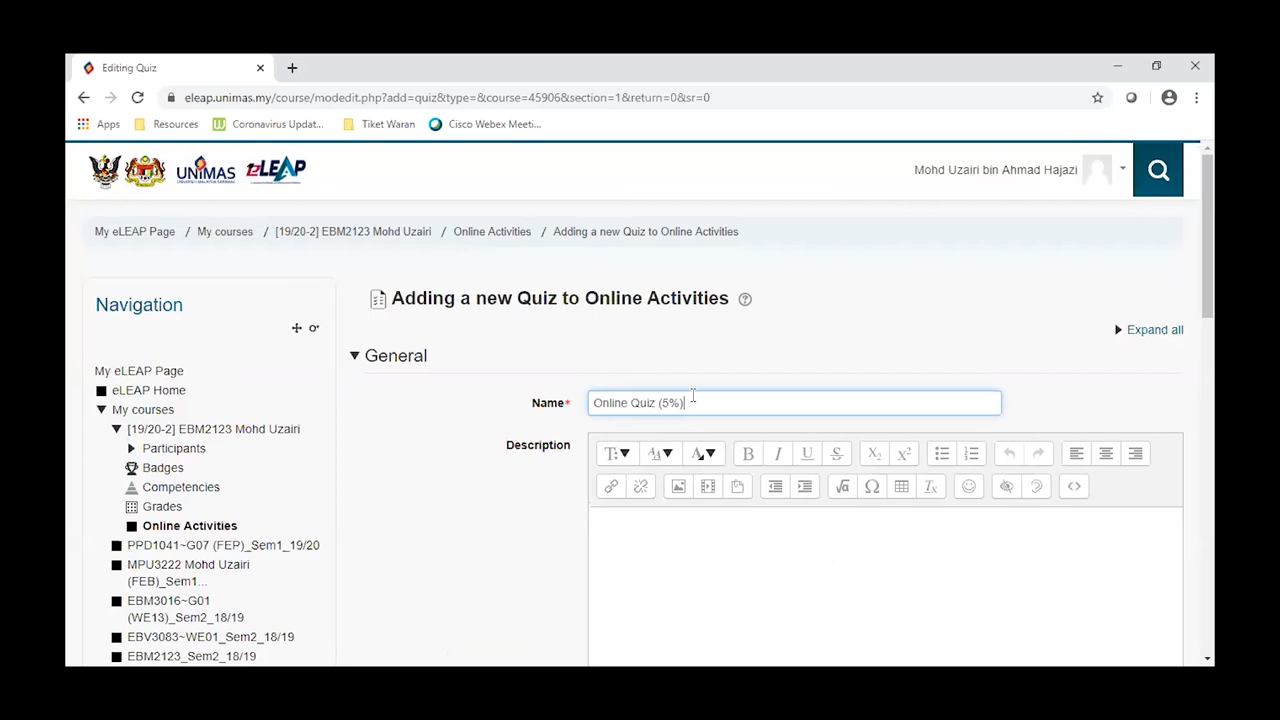 Editing Quiz
eleap.unimas.my/course/modedit.php?add=quiz&type=&course=45906&section=1&return=0&sr=0
Apps Resources Coronavirus Updat... Tiket Waran Cisco Webex Meeti...
UNIMAS eLEAP
Mohd Uzairi bin Ahmad Hajazi
My eLEAP Page / My courses / [19/20-2] EBM2123 Mohd Uzairi / Online Activities / Adding a new Quiz to Online Activities
Navigation
My eLEAP Page
eLEAP Home
My courses
[19/20-2] EBM2123 Mohd Uzairi
Participants
Badges
Competencies
Grades
Online Activities
PPD1041~G07 (FEP)_Sem1_19/20
MPU3222 Mohd Uzairi
(FEB)_Sem1...
EBM3016~G01
(WE13)_Sem2_18/19
EBV3083~WE01_Sem2_18/19
EBM2123_Sem2_18/19
Adding a new Quiz to Online Activities
Expand all
General
Name*
Online Quiz (5%)
Description